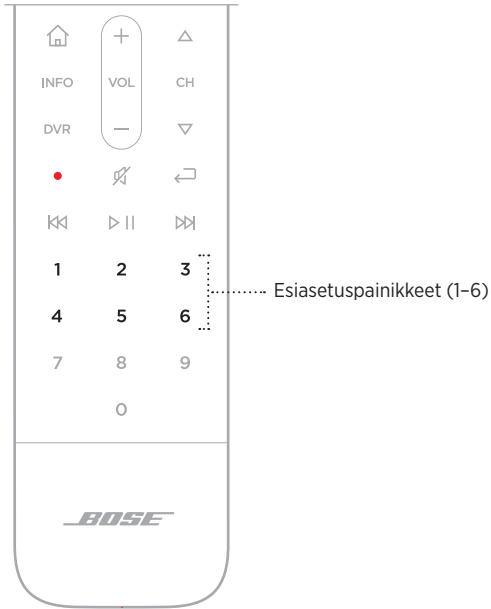 INFO VOL CH
DVR
1 2 3
Esiasetuspainikkeet (1–6)
4 5 6
7 8 9
0
BOSE